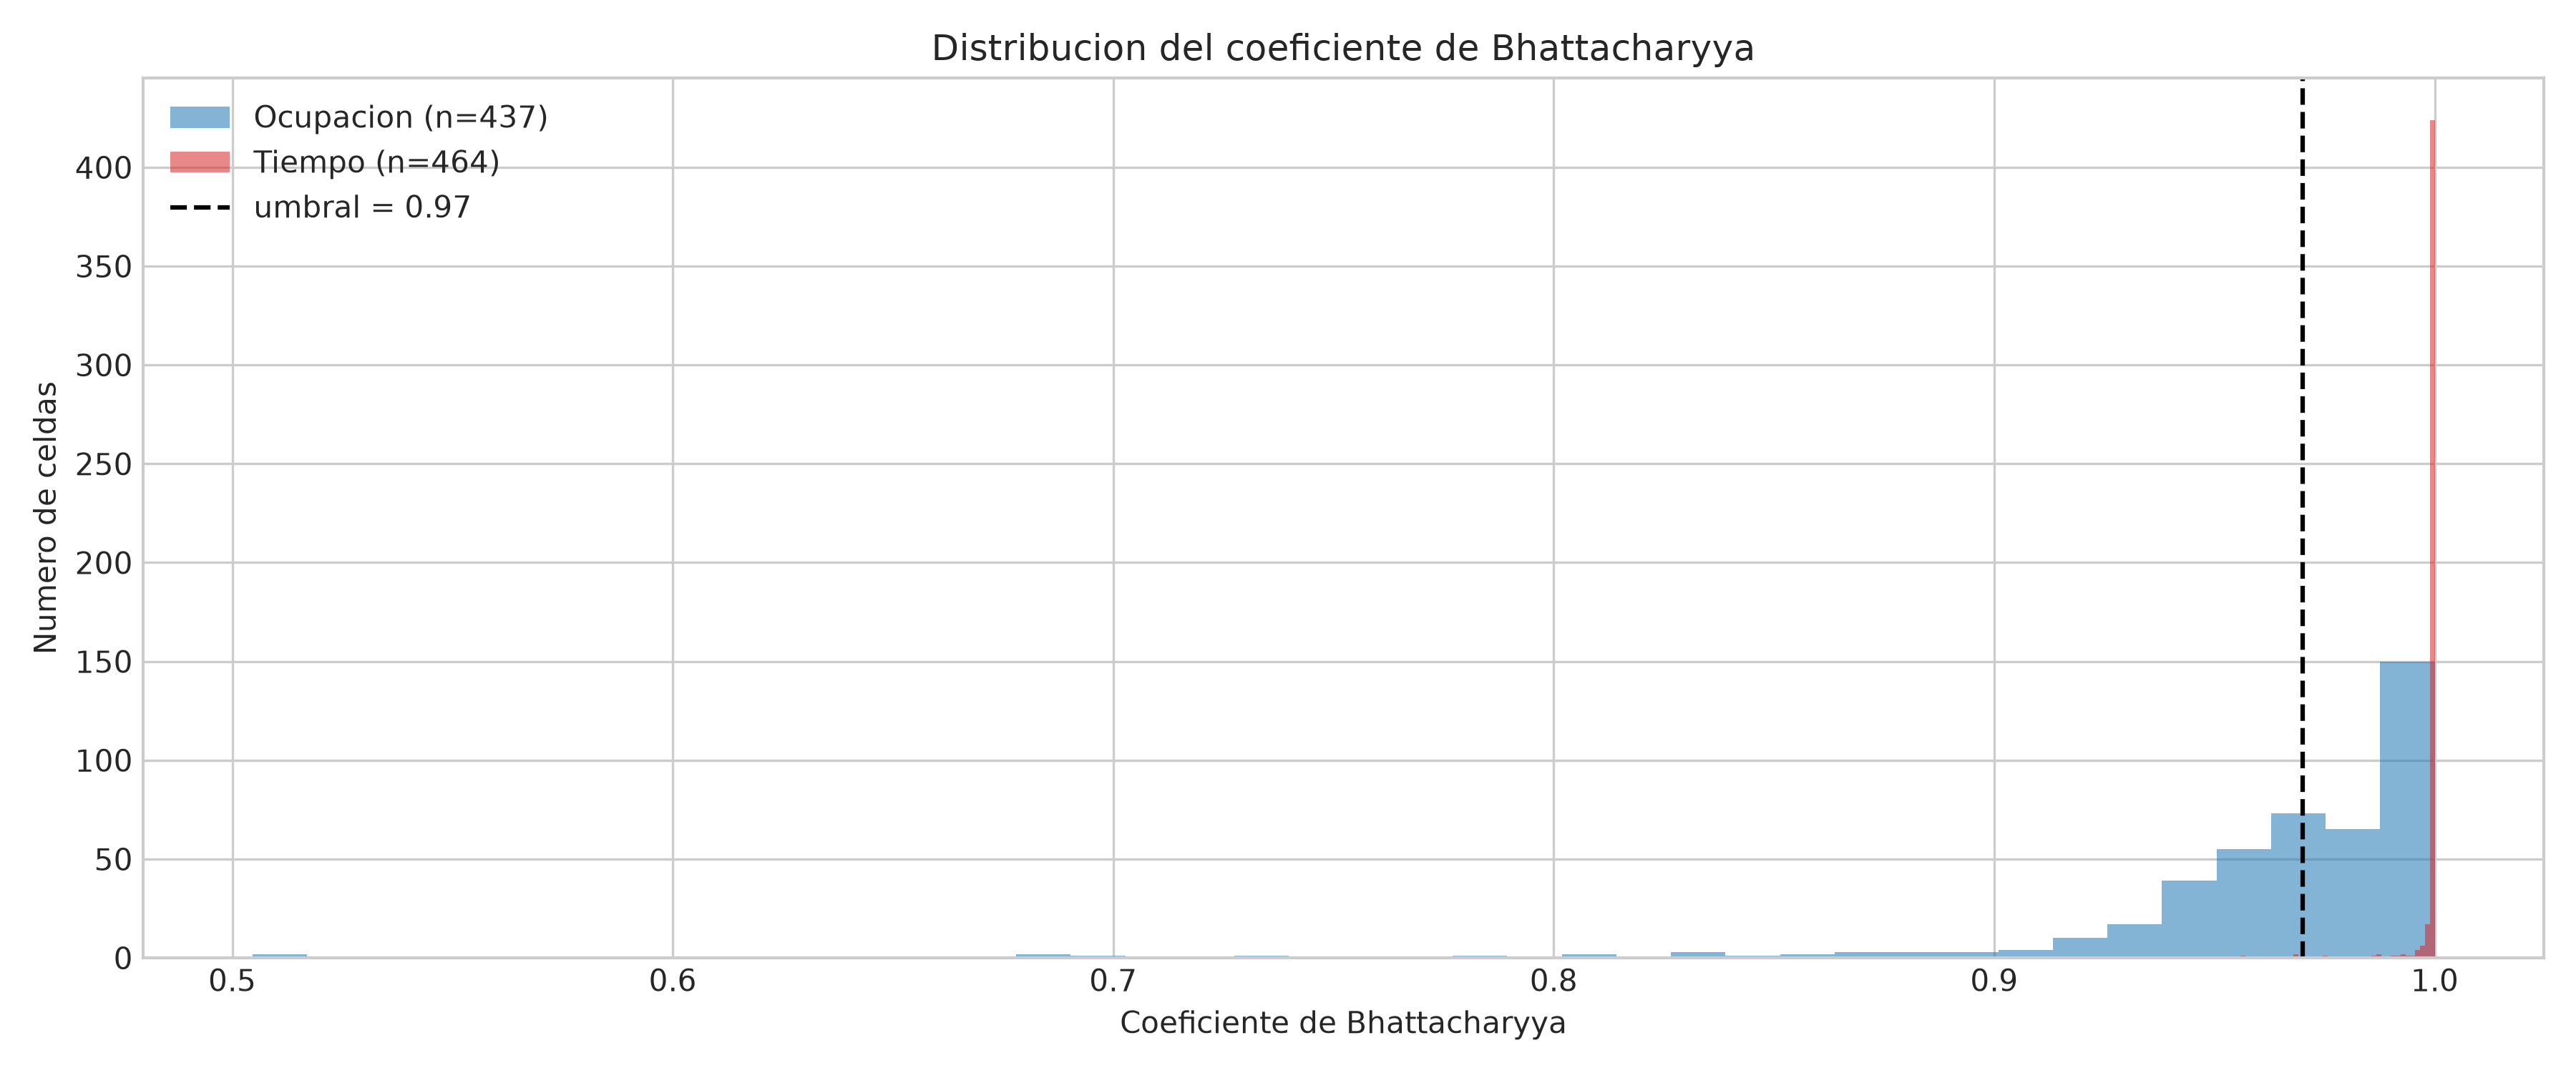 Distribucion del coeficiente de Bhattacharyya
Ocupacion (n=437)
Tiempo (n=464)
umbral = 0.97
Numero de celdas
400
350
300
250
200
150
100
50
0
0.5 0.6 0.7 0.8 0.9 1.0
Coeficiente de Bhattacharyya